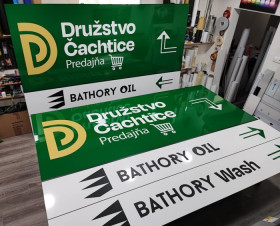 Družstvo
Čachtice
Predajňa
BATHORY OIL
Družstvo
Čachtice
Predajňa
BATHORY OIL
BATHORY Wash